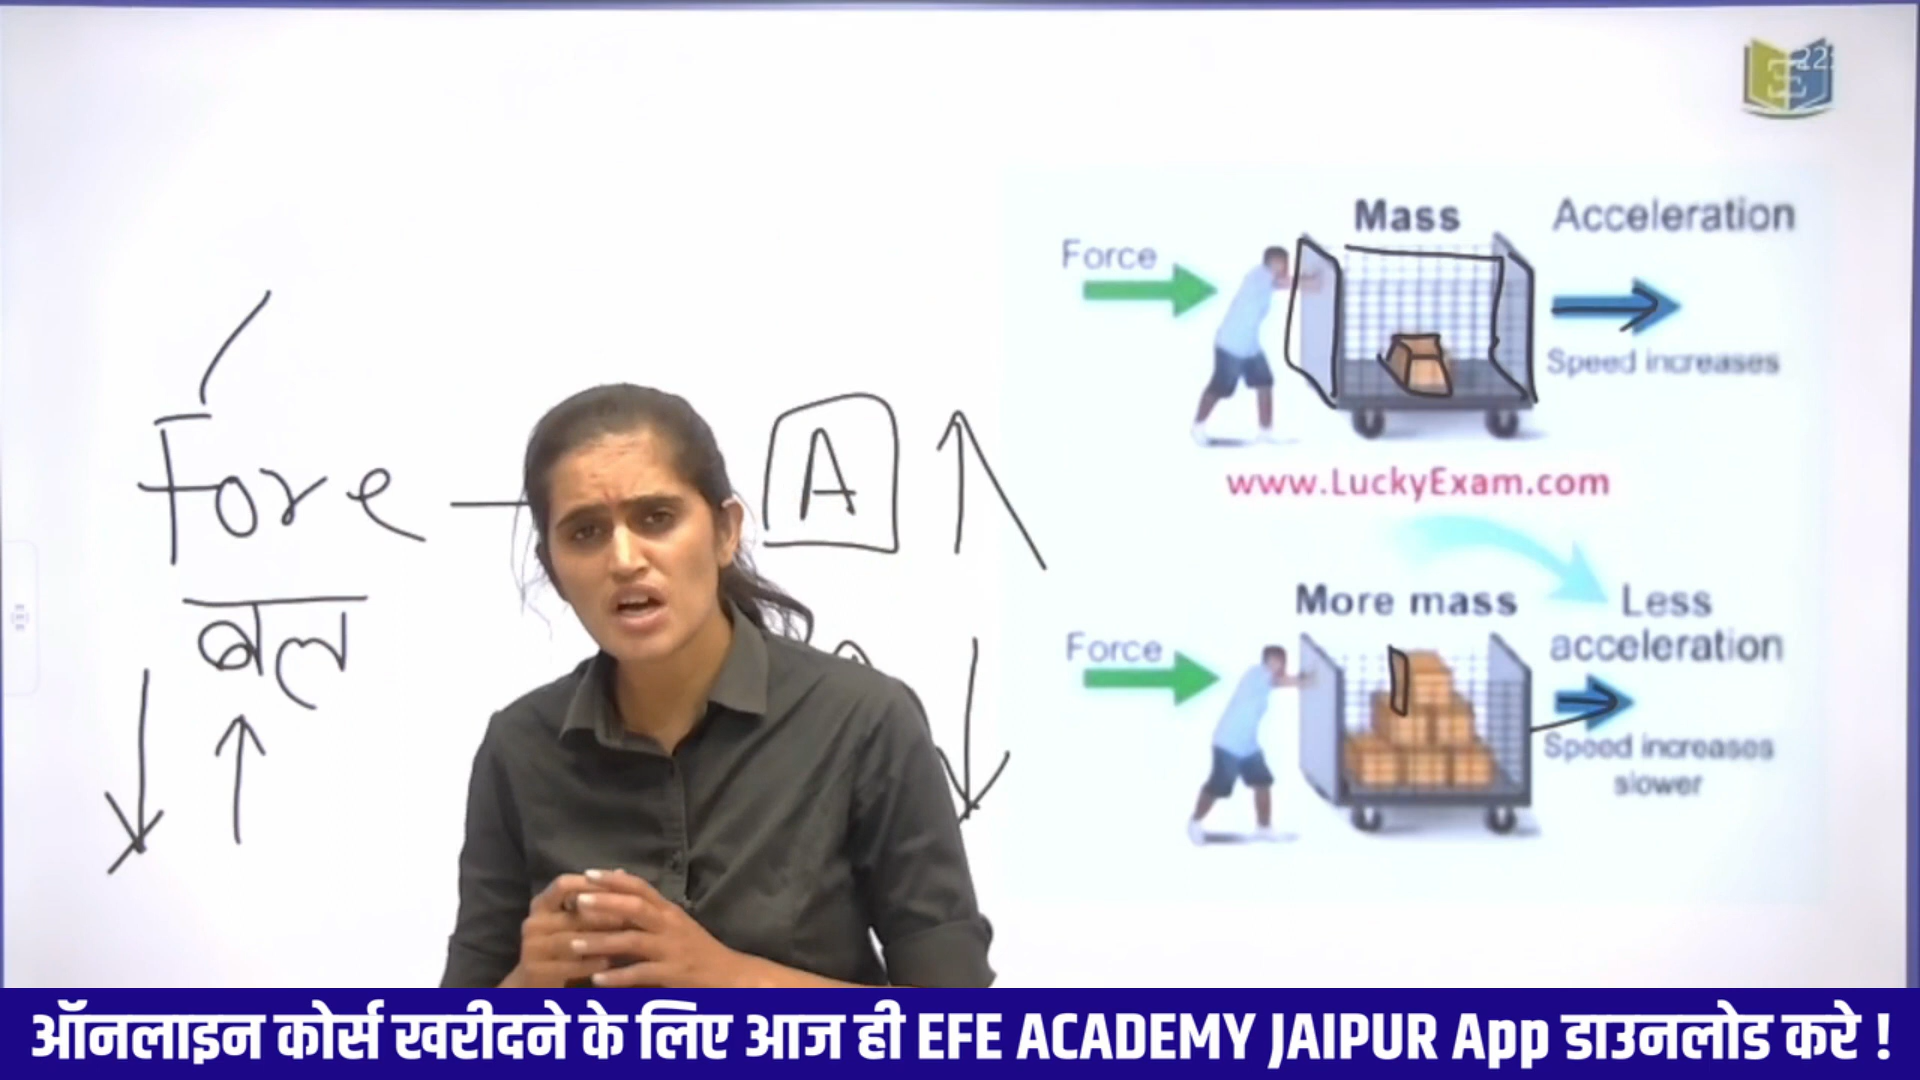 Mass
Acceleration
Force
Speed increases
Fore
A
www.LuckyExam.com
बल
More mass
Less
acceleration
Force
Speed increases
slower
ऑनलाइन कोर्स खरीदने के लिए आज ही EFE ACADEMY JAIPUR App डाउनलोड करे !